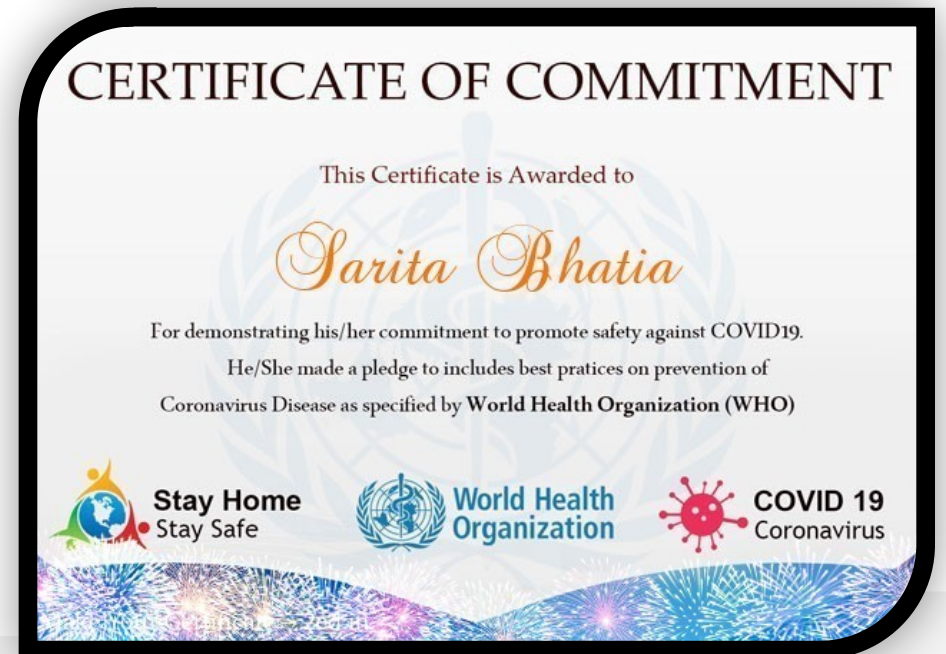 CERTIFICATE OF COMMITMENT
This Certificate is Awarded to
Sarita Bhatia
For demonstrating his/her commitment to promote safety against COVID19.
He/She made a pledge to includes best pratices on prevention of
Coronavirus Disease as specified by World Health Organization (WHO)
Stay Home
Stay Safe
World Health
Organization
COVID 19
Coronavirus